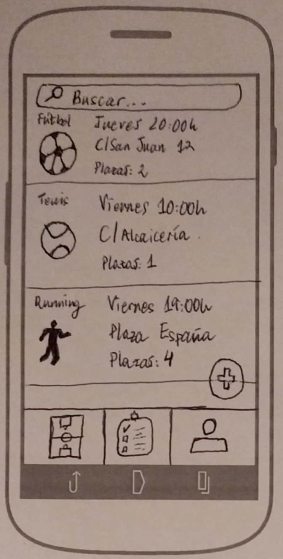 Buscar...
Fútbol
Jueves 20:00h
C/San Juan 12
Plazas: 2
Tenis
Viernes 10:00h
C/Alcaicería.
Plazas: 1
Running
Viernes 19:00h
Plaza España
Plazas: 4